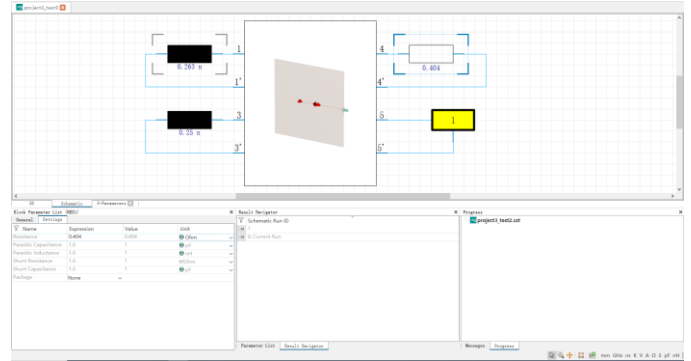 project3_test2
1
4
0.263 n
0.404
1'
4'
3
5
1
0.25 n
3'
5'
3D
Schematic
S-Parameters
Block Parameter List
Result Navigator
Progress
General
Settings
Name
Expression
Value
Unit
Schematic Run ID
project3_test2.cst
Resistance
0.404
0.404
Ohm
1
Parasitic Capacitance
1.0
1
pF
0: Current Run
Parasitic Inductance
1.0
1
nH
Shunt Resistance
1.0
1
MOhm
Shunt Capacitance
1.0
1
pF
Package
None
Parameter List
Result Navigator
Messages
Progress
mm GHz ns K V A Ω S pF nH